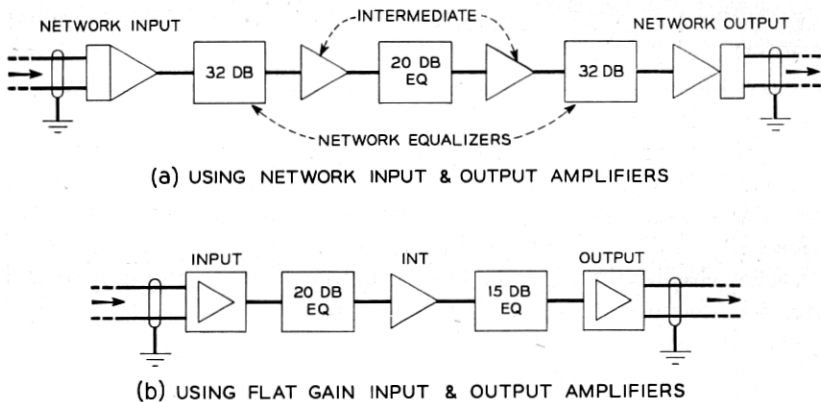 INTERMEDIATE
NETWORK INPUT
NETWORK OUTPUT
32 DB
20 DB
EQ
32 DB
NETWORK EQUALIZERS
(a) USING NETWORK INPUT & OUTPUT AMPLIFIERS
INPUT
INT
OUTPUT
20 DB
EQ
15 DB
EQ
(b) USING FLAT GAIN INPUT & OUTPUT AMPLIFIERS